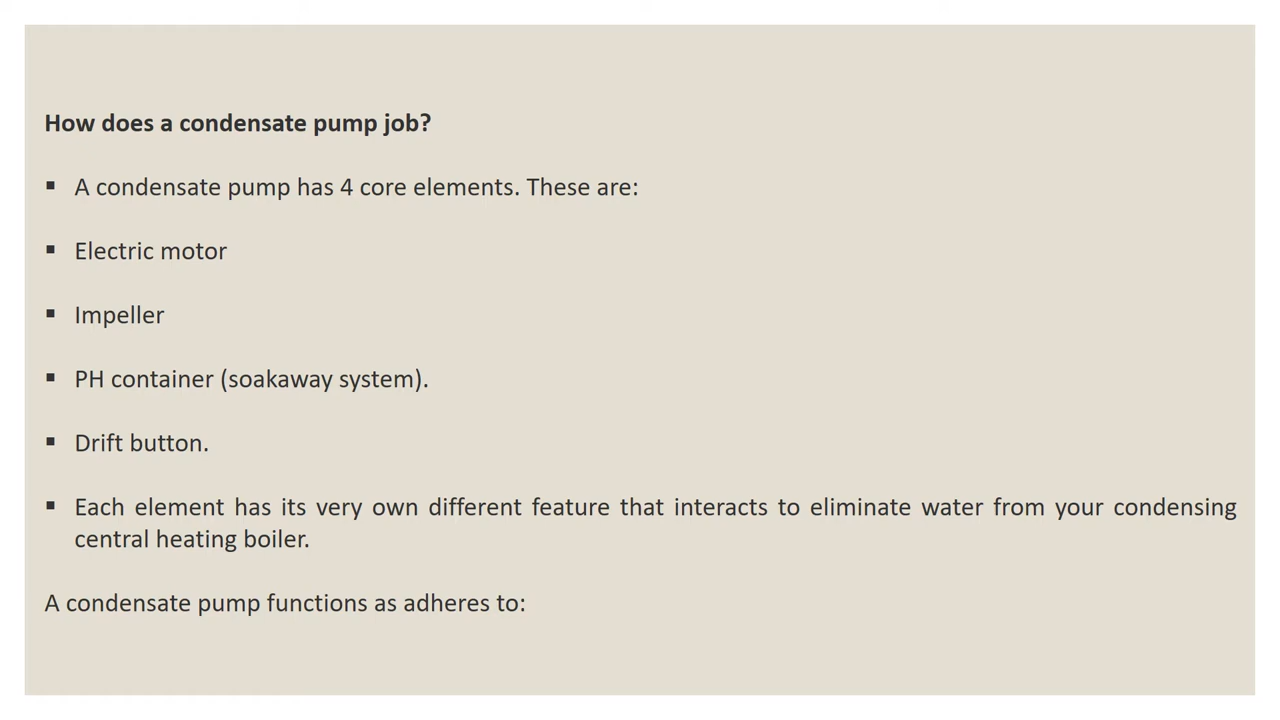 How does a condensate pump job?
▪ A condensate pump has 4 core elements. These are:
▪ Electric motor
▪ Impeller
▪ PH container (soakaway system).
▪ Drift button.
▪ Each element has its very own different feature that interacts to eliminate water from your condensing
central heating boiler.
A condensate pump functions as adheres to: